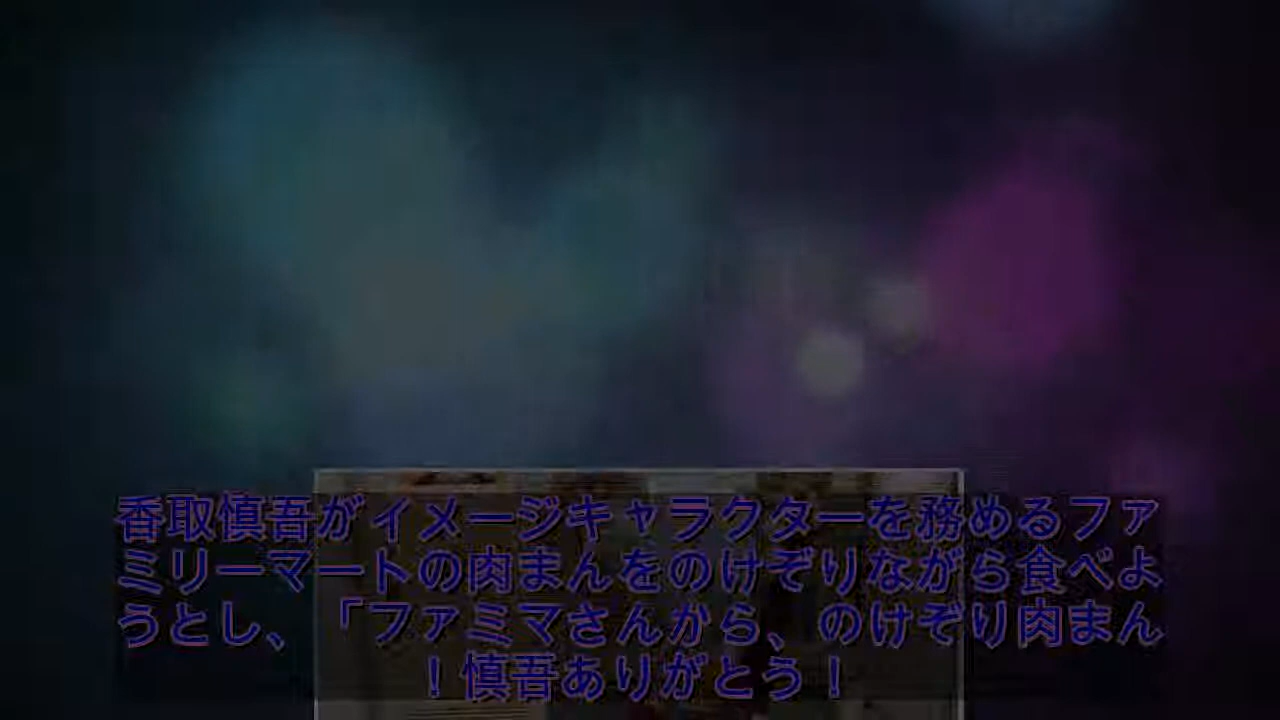 香取慎吾がイメージキャラクターを務めるファ
ミリーマートの肉まんをのけぞりながら食べよ
うとし、「ファミマさんから、のけぞり肉まん
！慎吾ありがとう！